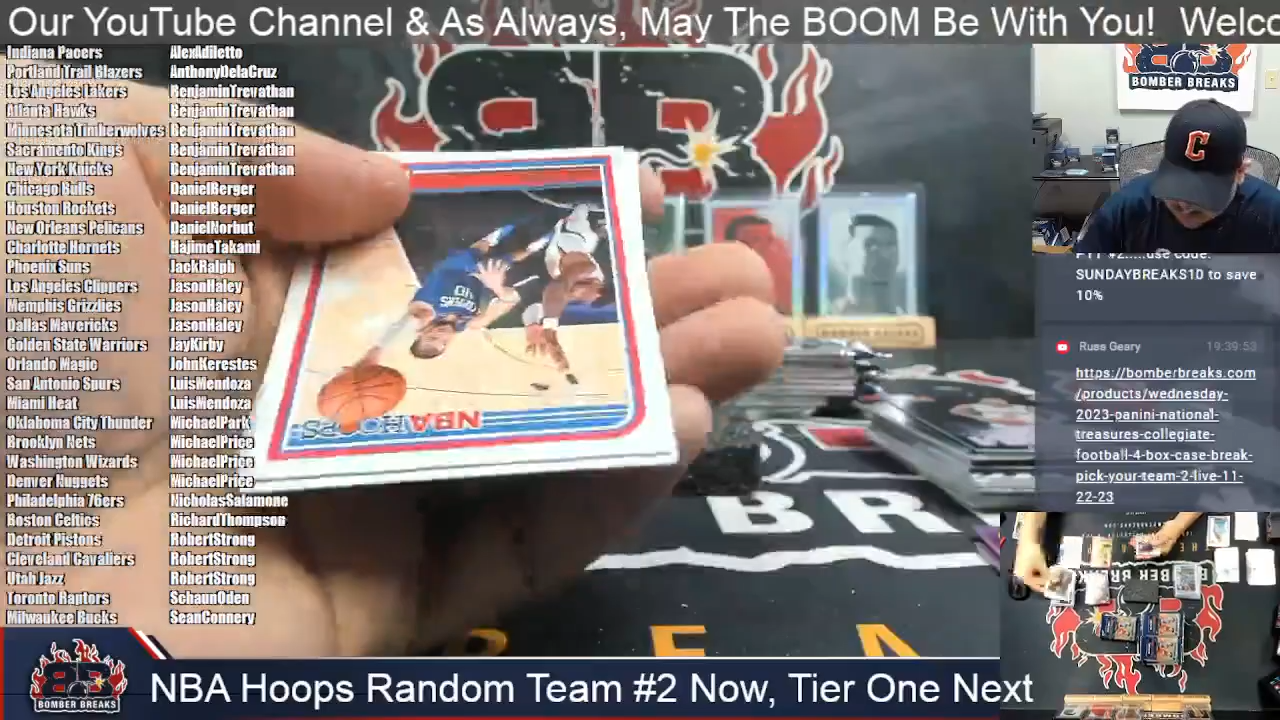 Our YouTube Channel & As Always, May The BOOM Be With You! Welco
Indiana Pacers AlexAdiletto
Portland Trail Blazers AnthonyDelaCruz
Los Angeles Lakers BenjaminTrevathan
Atlanta Hawks BenjaminTrevathan
Minnesota Timberwolves BenjaminTrevathan
Sacramento Kings BenjaminTrevathan
New York Knicks BenjaminTrevathan
Chicago Bulls DanielBerger
Houston Rockets DanielBerger
New Orleans Pelicans DanielNorbut
Charlotte Hornets HajimeTakami
Phoenix Suns JackRalph
Los Angeles Clippers JasonHaley
Memphis Grizzlies JasonHaley
Dallas Mavericks JasonHaley
Golden State Warriors JayKirby
Orlando Magic JohnKerestes
San Antonio Spurs LuisMendoza
Miami Heat LuisMendoza
Oklahoma City Thunder MichaelPark
Brooklyn Nets MichaelPrice
Washington Wizards MichaelPrice
Denver Nuggets MichaelPrice
Philadelphia 76ers NicholasSalamone
Boston Celtics RichardThompson
Detroit Pistons RobertStrong
Cleveland Cavaliers RobertStrong
Utah Jazz RobertStrong
Toronto Raptors SchaunOden
Milwaukee Bucks SeanConnery
NBA HOOPS
BR
BOMBER BREAKS
C
PYT #2.....use code:
SUNDAYBREAKS10 to save
10%
Russ Geary 19:39:53
https://bomberbreaks.com
/products/wednesday-
2023-panini-national-
treasures-collegiate-
football-4-box-case-break-
pick-your-team-2-live-11-
22-23
BOMBER BREAKS
NBA Hoops Random Team #2 Now, Tier One Next